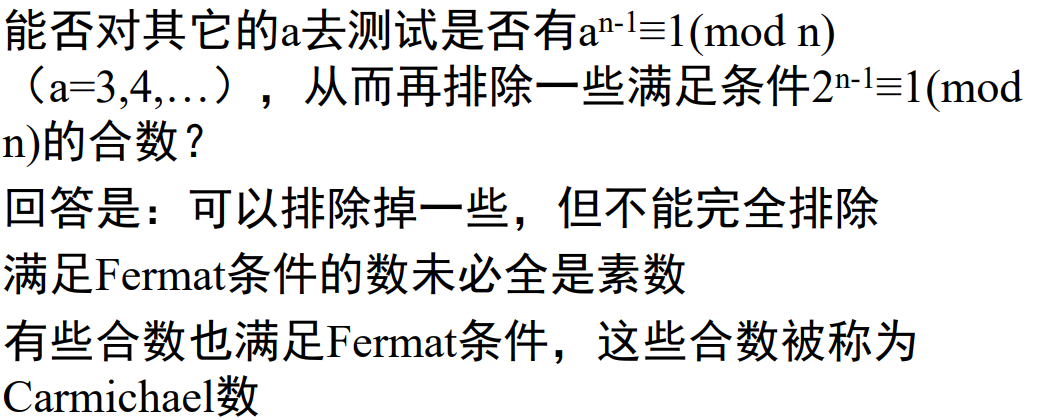 能否对其它的a去测试是否有aⁿ⁻¹≡1(mod n)
（a=3,4,…），从而再排除一些满足条件2ⁿ⁻¹≡1(mod
n)的合数？
回答是：可以排除掉一些，但不能完全排除
满足Fermat条件的数未必全是素数
有些合数也满足Fermat条件，这些合数被称为
Carmichael数